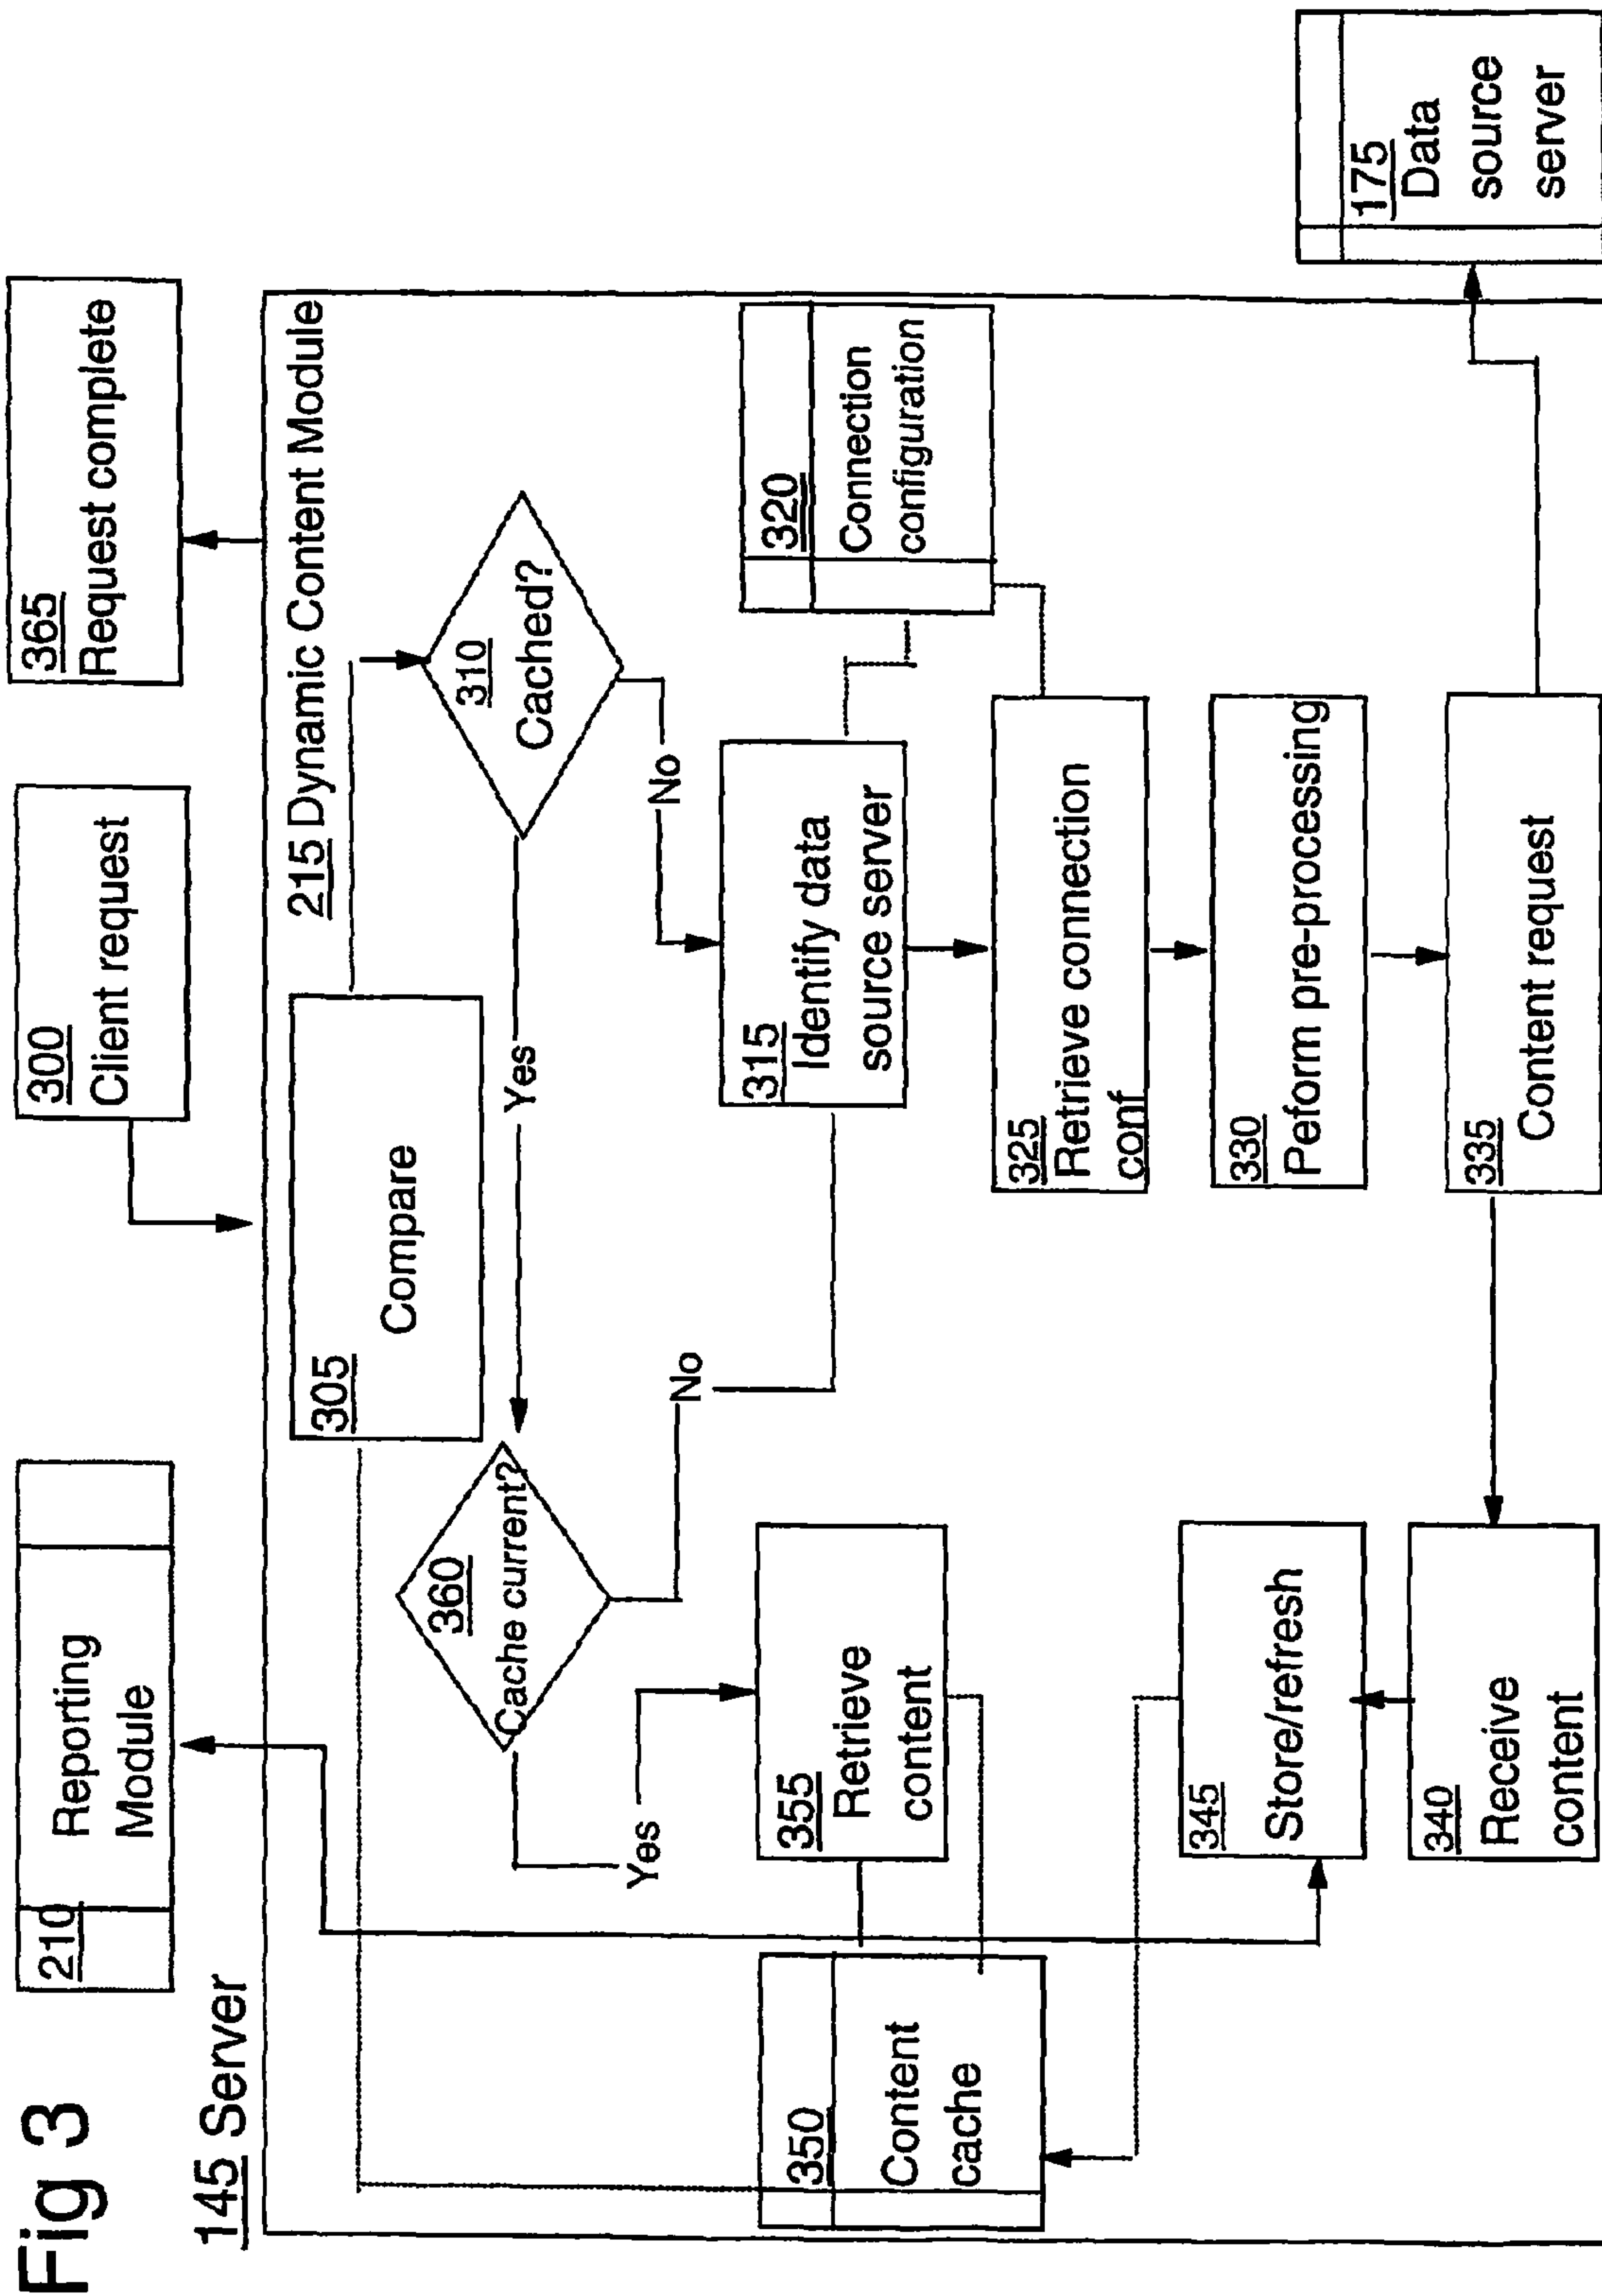 Fig 3
145 Server
210
Reporting
Module
300
Client request
365
Request complete
215 Dynamic Content Module
305
Compare
310
Cached?
Yes
No
360
Cache current?
No
Yes
315
Identify data
source server
320
Connection
configuration
325
Retrieve connection
conf
330
Peform pre-processing
335
Content request
175
Data
source
server
340
Receive
content
345
Store/refresh
350
Content
cache
355
Retrieve
content